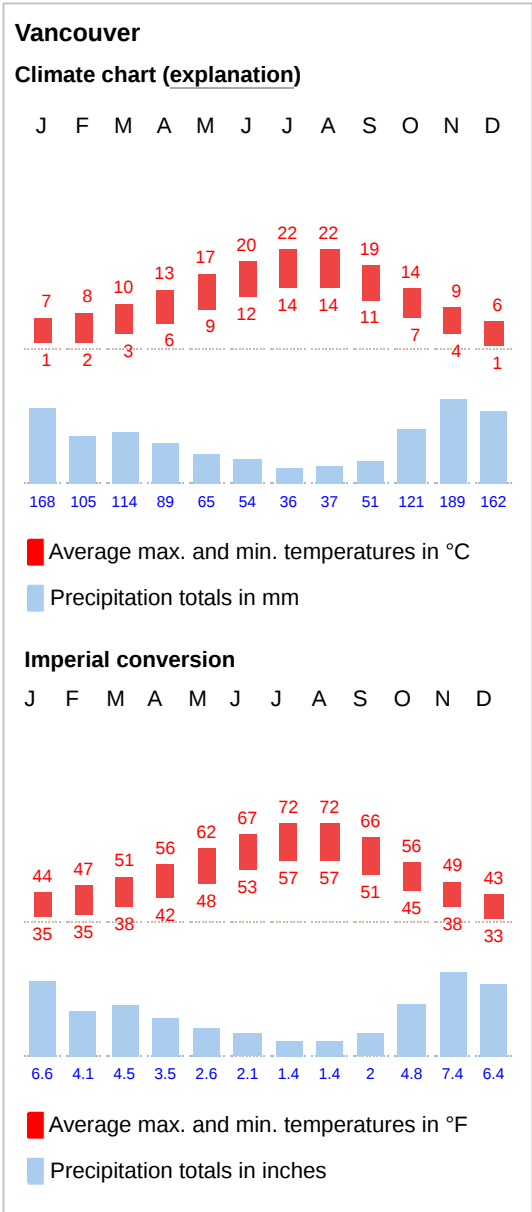 Vancouver
Climate chart (explanation)
J F M A M J J A S O N D
7 8 10 13 17 20 22 22 19 14 9 6
1 2 3 6 9 12 14 14 11 7 4 1
168 105 114 89 65 54 36 37 51 121 189 162
Average max. and min. temperatures in °C
Precipitation totals in mm
Imperial conversion
J F M A M J J A S O N D
44 47 51 56 62 67 72 72 66 56 49 43
35 35 38 42 48 53 57 57 51 45 38 33
6.6 4.1 4.5 3.5 2.6 2.1 1.4 1.4 2 4.8 7.4 6.4
Average max. and min. temperatures in °F
Precipitation totals in inches